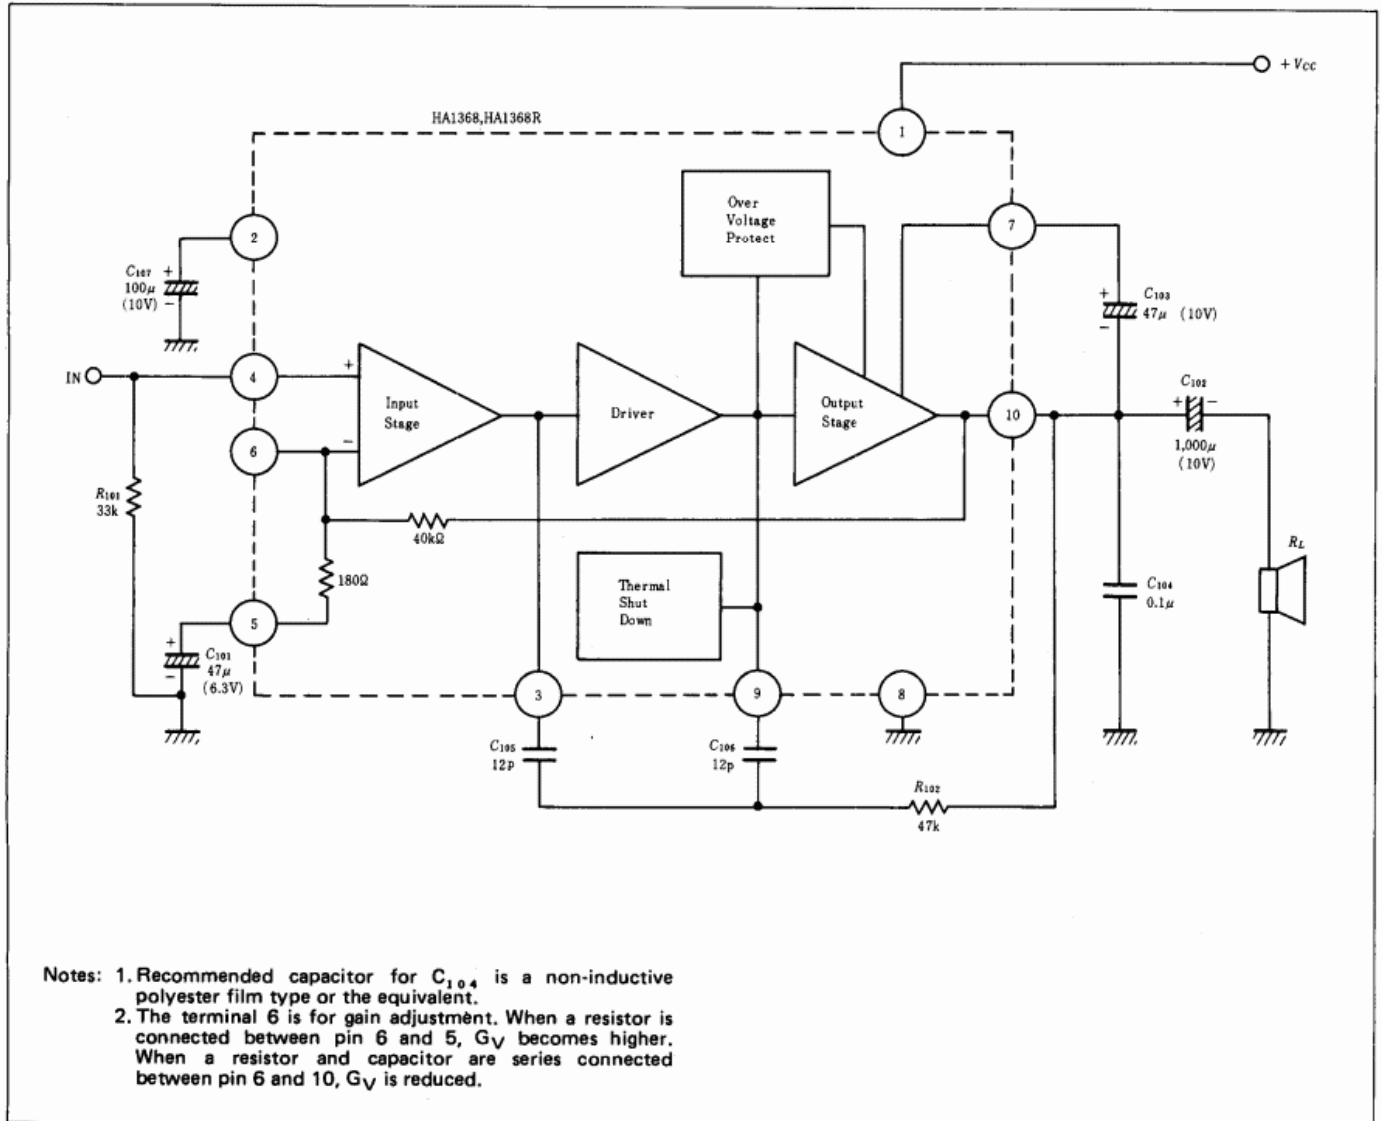 + Vcc
HA1368,HA1368R
1
Over
Voltage
Protect
2
7
C107
100μ
(10V)
+
-
+
-
C103
47μ (10V)
IN
4
+
Input
Stage
Driver
Output
Stage
10
C102
+ -
1,000μ
(10V)
6
-
R101
33k
40kΩ
180Ω
Thermal
Shut
Down
RL
C104
0.1μ
5
+
-
C101
47μ
(6.3V)
3
9
8
C105
12p
C106
12p
R102
47k
Notes: 1. Recommended capacitor for C104 is a non-inductive
polyester film type or the equivalent.
2. The terminal 6 is for gain adjustment. When a resistor is
connected between pin 6 and 5, GV becomes higher.
When a resistor and capacitor are series connected
between pin 6 and 10, GV is reduced.